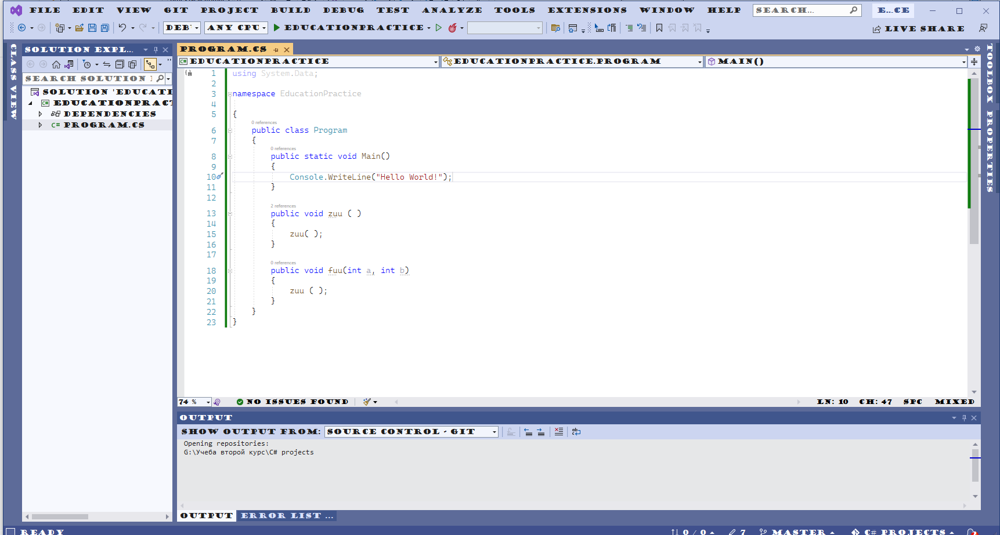 FILE EDIT VIEW GIT PROJECT BUILD DEBUG TEST ANALYZE TOOLS EXTENSIONS WINDOW HELP SEARCH... E...CE
DEB ANY CPU EDUCATIONPRACTICE LIVE SHARE
CLASS VIEW
SOLUTION EXPL...
SEARCH SOLUTION
SOLUTION 'EDUCATI
EDUCATIONPRACT
DEPENDENCIES
C# PROGRAM.CS
PROGRAM.CS
C# EDUCATIONPRACTICE EDUCATIONPRACTICE.PROGRAM MAIN()
1 using System.Data;
2
3 namespace EducationPractice
4
5 {
0 references
6 public class Program
7 {
0 references
8 public static void Main()
9 {
10 Console.WriteLine("Hello World!");
11 }
12
2 references
13 public void zuu ( )
14 {
15 zuu( );
16 }
17
0 references
18 public void fuu(int a, int b)
19 {
20 zuu ( );
21 }
22 }
23 }
74 % NO ISSUES FOUND LN: 10 CH: 47 SPC MIXED
OUTPUT
SHOW OUTPUT FROM: SOURCE CONTROL - GIT
Opening repositories:
G:\Учеба второй курс\C# projects
OUTPUT ERROR LIST ...
READY 0 / 0 7 MASTER C# PROJECTS 2
TOOLBOX
PROPERTIES